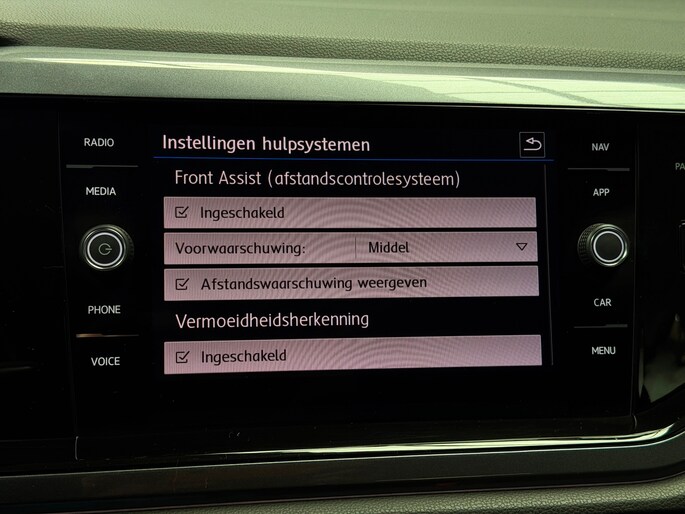 RADIO
MEDIA
PHONE
VOICE
Instellingen hulpsystemen
Front Assist (afstandscontrolesysteem)
Ingeschakeld
Voorwaarschuwing: Middel
Afstandswaarschuwing weergeven
Vermoeidheidsherkenning
Ingeschakeld
NAV
APP
CAR
MENU